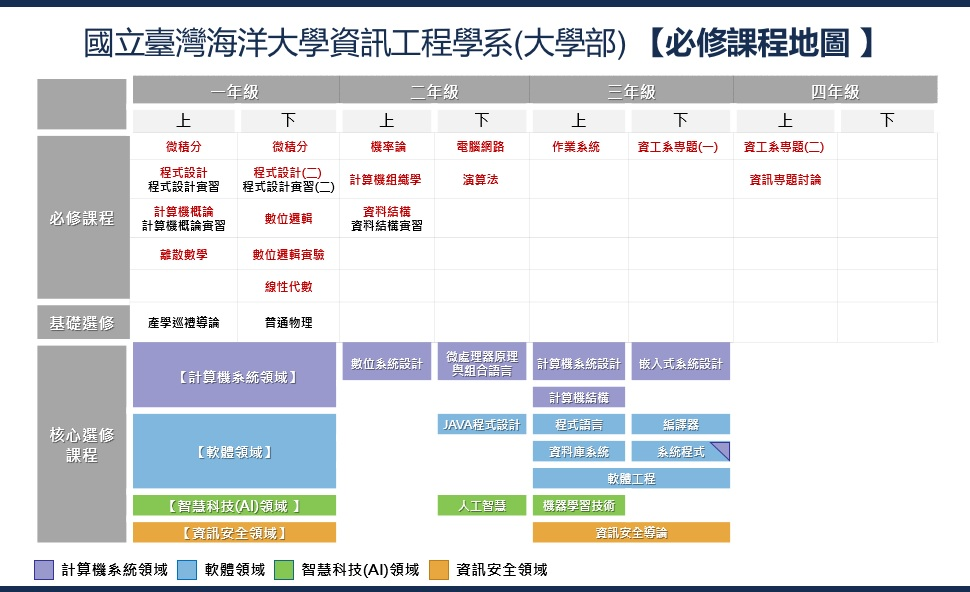 國立臺灣海洋大學資訊工程學系(大學部) 【必修課程地圖 】
一年級 二年級 三年級 四年級
上 下 上 下 上 下 上 下
必修課程
微積分 微積分 機率論 電腦網路 作業系統 資工系專題(一) 資工系專題(二)
程式設計 程式設計(二) 計算機組織學 演算法 資訊專題討論
程式設計實習 程式設計實習(二)
計算機概論 數位邏輯 資料結構
計算機概論實習 資料結構實習
離散數學 數位邏輯實驗
線性代數
基礎選修 產學巡禮導論 普通物理
核心選修
課程
【計算機系統領域】 數位系統設計 微處理器原理 計算機系統設計 嵌入式系統設計
與組合語言
計算機結構
【軟體領域】 JAVA程式設計 程式語言 編譯器
資料庫系統 系統程式
軟體工程
【智慧科技(AI)領域 】 人工智慧 機器學習技術
【資訊安全領域】 資訊安全導論
計算機系統領域 軟體領域 智慧科技(AI)領域 資訊安全領域